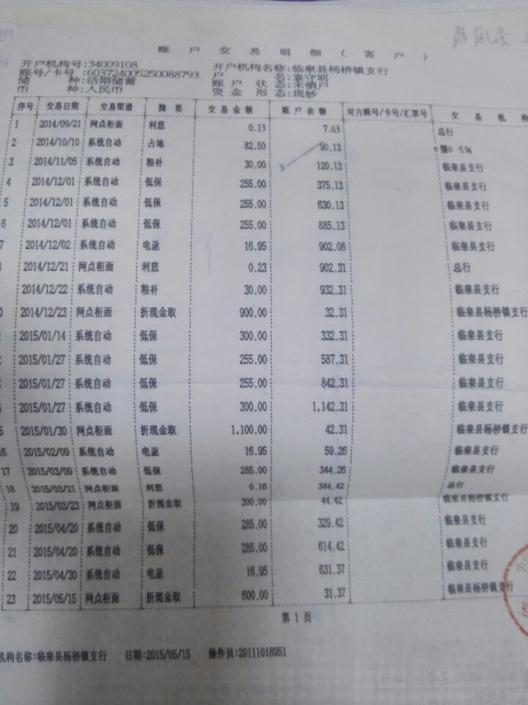 账 户 交 易 明 细 ( 客 户 )
开户机构号:34009108 开户机构名称:临泉县杨桥镇支行
账号/卡号:603724005250088793 户 名:袁守明
储 种:活期储蓄 账 户 状 态:未销户
币 种:人民币 资 金 形 态:现钞
序号 交易日期 交易渠道 摘 要 交 易 金 额 账 户 余 额 对方账号/卡号/汇票号 交 易 机
1 2014/09/21 网点柜面 利息 0.13 7.63 总行
2 2014/10/10 系统自动 占地 82.50 90.13
3 2014/11/05 系统自动 粮补 30.00 120.13 临泉县支行
4 2014/12/01 系统自动 低保 255.00 375.13 临泉县支行
5 2014/12/01 系统自动 低保 255.00 630.13 临泉县支行
6 2014/12/01 系统自动 低保 255.00 885.13 临泉县支行
7 2014/12/02 系统自动 电返 16.95 902.08 临泉县支行
2014/12/21 网点柜面 利息 0.23 902.31 总行
2014/12/22 系统自动 粮补 30.00 932.31 临泉县支行
0 2014/12/23 网点柜面 折现金取 900.00 32.31 临泉县杨桥镇支行
1 2015/01/14 系统自动 低保 300.00 332.31 临泉县支行
2 2015/01/27 系统自动 低保 255.00 587.31 临泉县支行
2015/01/27 系统自动 低保 255.00 842.31 临泉县支行
2015/01/27 系统自动 低保 300.00 1,142.31 临泉县支行
5 2015/01/30 网点柜面 折现金取 1,100.00 42.31 临泉县杨桥镇支行
6 2015/02/09 系统自动 电返 16.95 59.26 临泉县支行
17 2015/03/09 系统自动 低保 285.00 344.26 临泉县支行
18 2015/03/21 网点柜面 利息 0.16 344.42 总行
19 2015/03/23 网点柜面 折现金取 300.00 44.42 临泉县杨桥镇支行
20 2015/04/20 系统自动 低保 285.00 329.42 临泉县支行
21 2015/04/20 系统自动 低保 285.00 614.42 临泉县支行
22 2015/04/30 系统自动 电返 16.95 631.37 临泉县支行
23 2015/05/15 网点柜面 折现金取 600.00 31.37 临泉县杨桥镇支行
第 1 页
机构名称:临泉县杨桥镇支行 日期:2015/05/15 操作员:20111018951